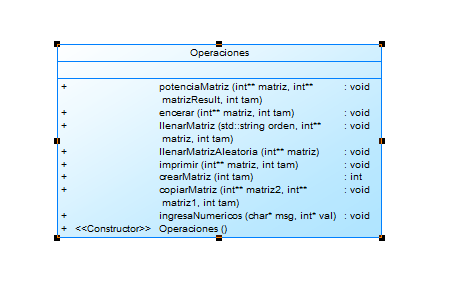 Operaciones
+ potenciaMatriz (int** matriz, int** : void
matrizResult, int tam)
+ encerar (int** matriz, int tam) : void
+ llenarMatriz (std::string orden, int** : void
matriz, int tam)
+ llenarMatrizAleatoria (int** matriz) : void
+ imprimir (int** matriz, int tam) : void
+ crearMatriz (int tam) : int
+ copiarMatriz (int** matriz2, int** : void
matriz1, int tam)
+ ingresaNumericos (char* msg, int* val) : void
+ <<Constructor>> Operaciones ()